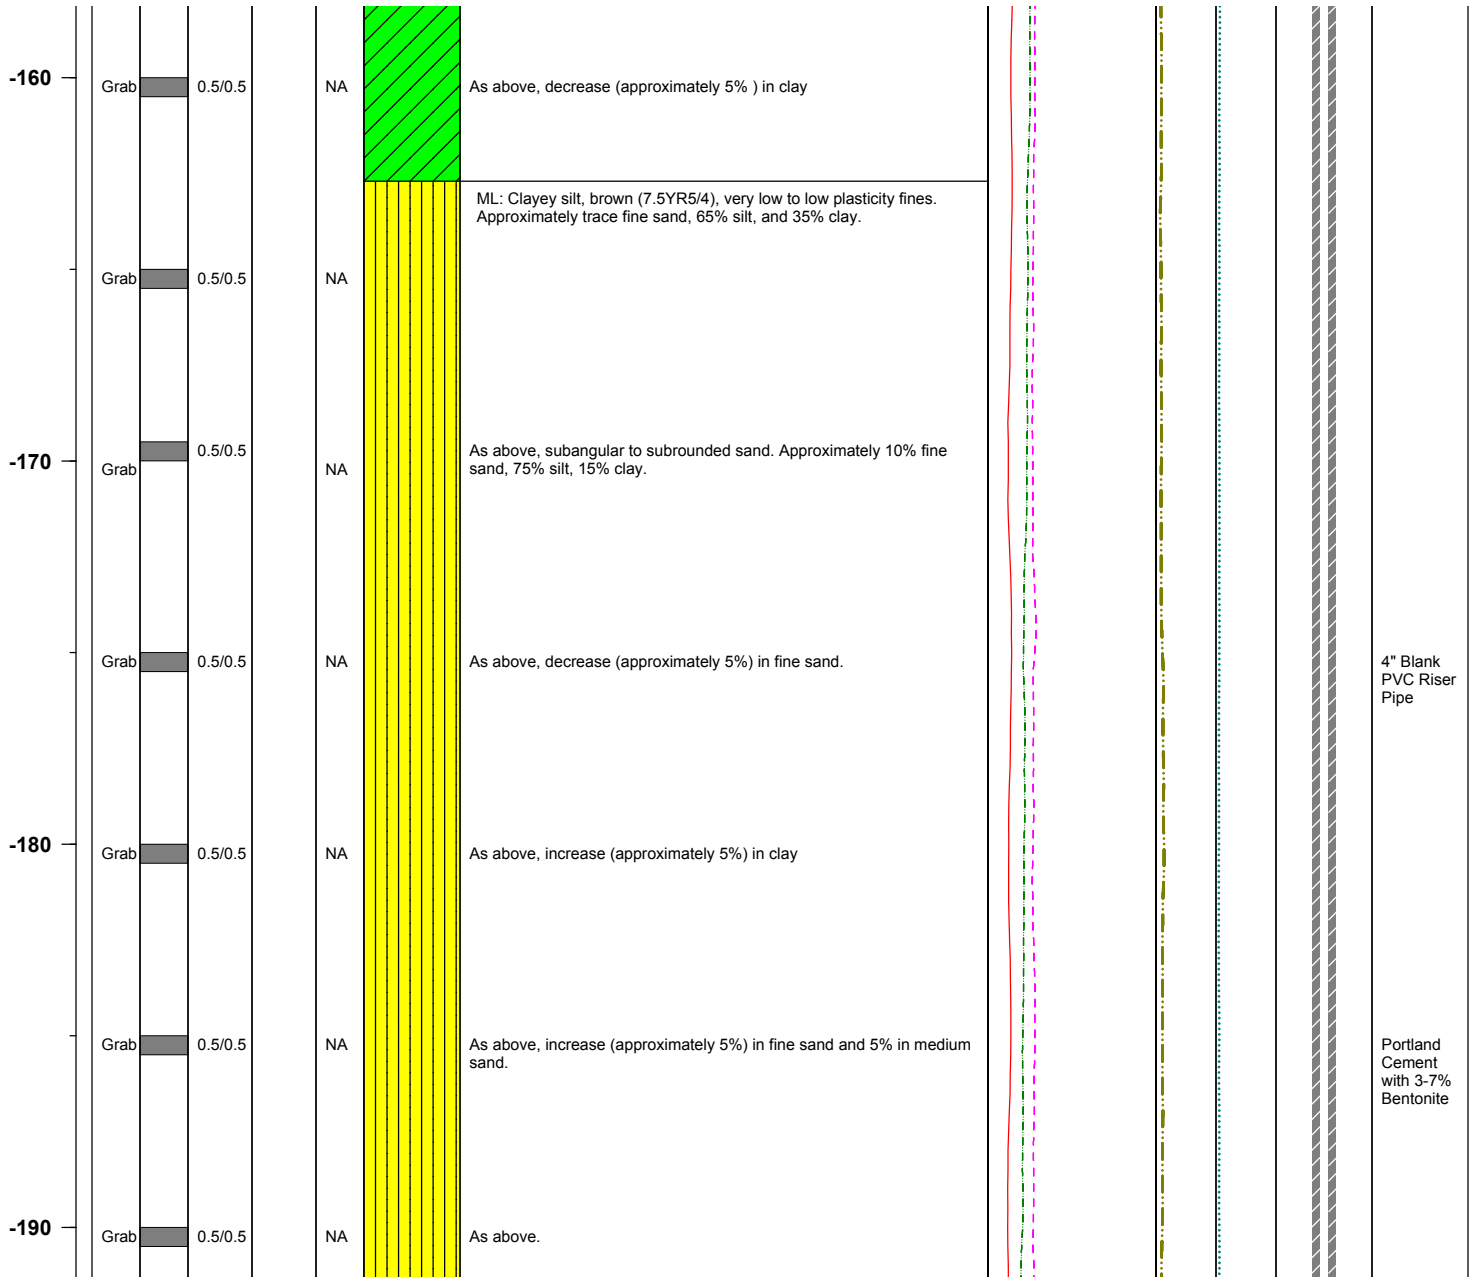 -160
Grab 0.5/0.5 NA As above, decrease (approximately 5% ) in clay
ML: Clayey silt, brown (7.5YR5/4), very low to low plasticity fines.
Approximately trace fine sand, 65% silt, and 35% clay.
Grab 0.5/0.5 NA
-170
Grab 0.5/0.5 NA As above, subangular to subrounded sand. Approximately 10% fine
sand, 75% silt, 15% clay.
Grab 0.5/0.5 NA As above, decrease (approximately 5%) in fine sand.
4" Blank
PVC Riser
Pipe
-180
Grab 0.5/0.5 NA As above, increase (approximately 5%) in clay
Grab 0.5/0.5 NA As above, increase (approximately 5%) in fine sand and 5% in medium
sand.
Portland
Cement
with 3-7%
Bentonite
-190
Grab 0.5/0.5 NA As above.